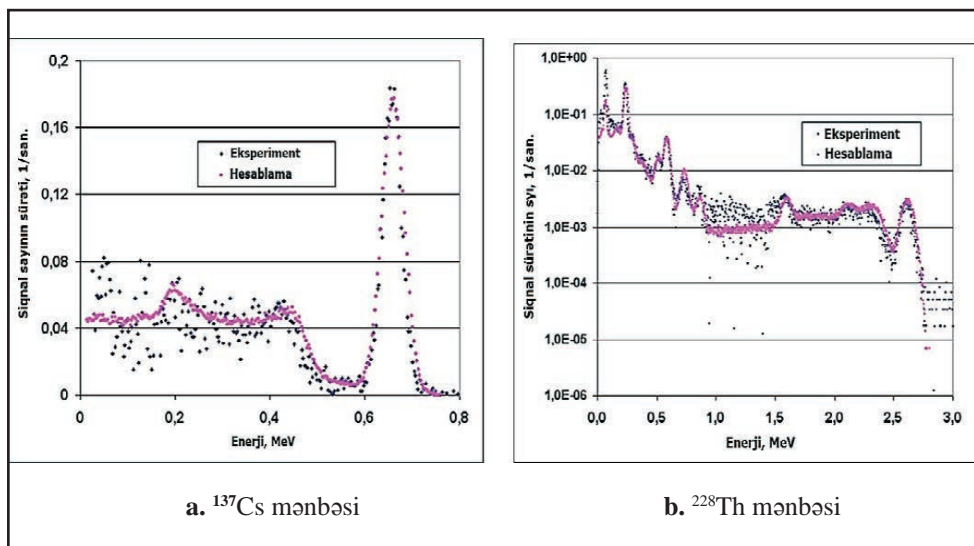 0,2
0,16
0,12
0,08
0,04
0
Siqnal sayının sürəti, 1/san.
Eksperiment
Hesablama
0 0,2 0,4 0,6 0,8
Enerji, MeV
a. ¹³⁷Cs mənbəsi
1,0E+00
1,0E-01
1,0E-02
1,0E-03
1,0E-04
1,0E-05
1,0E-06
Siqnal sürətinin syı, 1/san.
Eksperiment
Hesablama
0,0 0,5 1,0 1,5 2,0 2,5 3,0
Enerji, MeV
b. ²²⁸Th mənbəsi